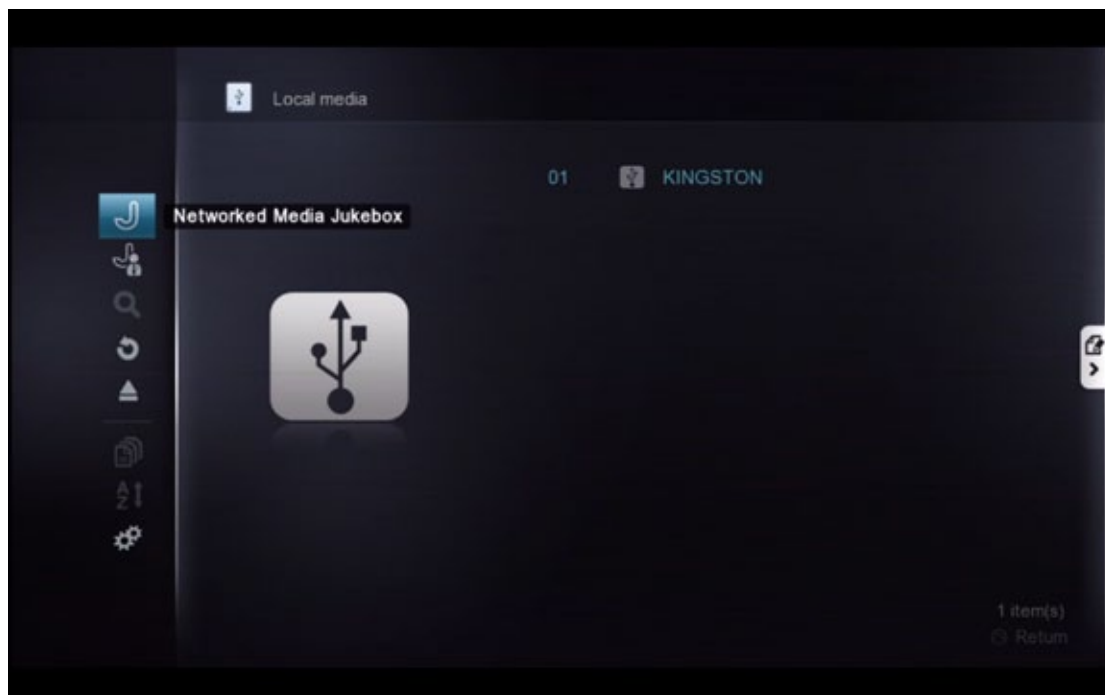 Local media
01 KINGSTON
Networked Media Jukebox
1 item(s)
Return